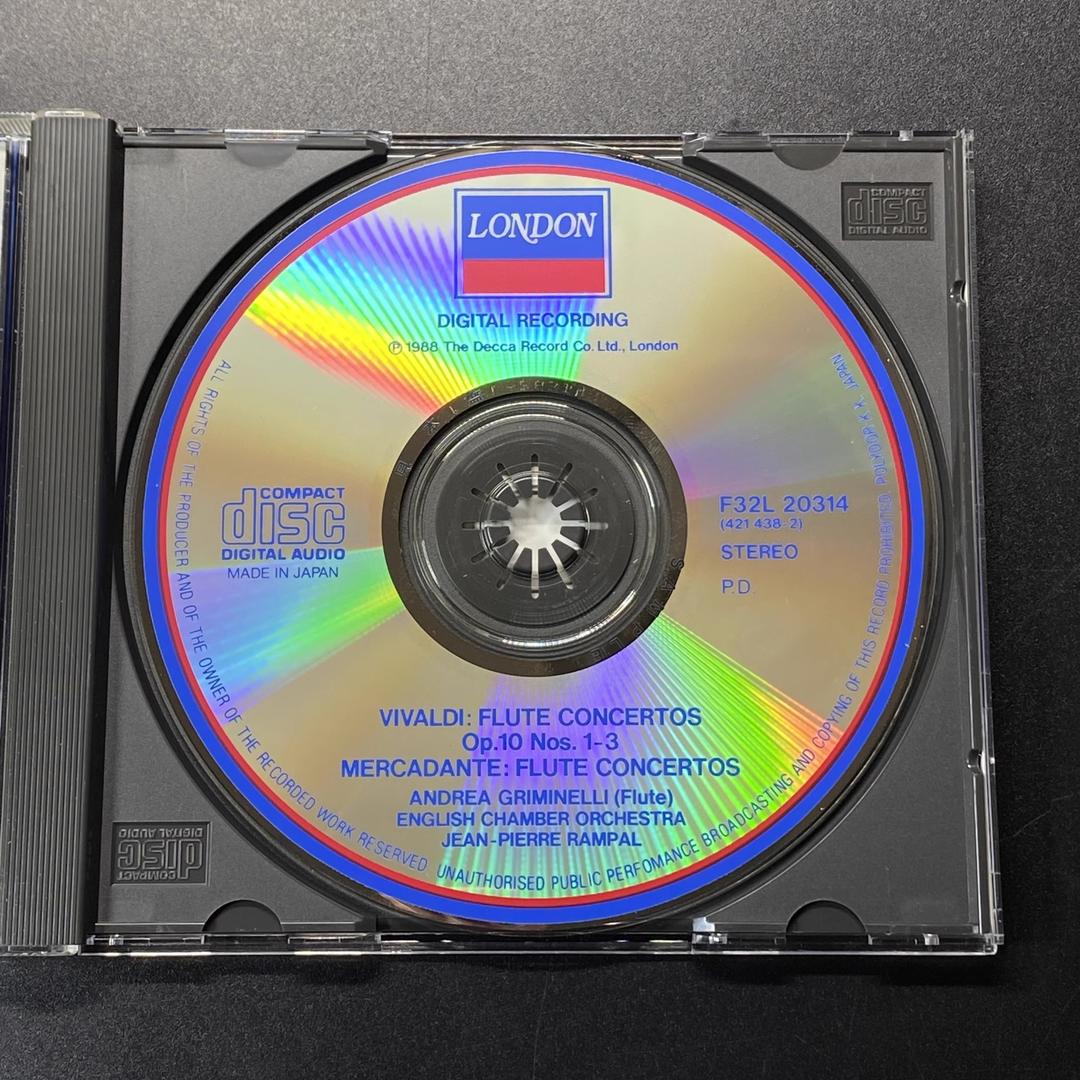 LONDON
DIGITAL RECORDING
Ⓟ 1988 The Decca Record Co. Ltd., London
COMPACT
disc
DIGITAL AUDIO
MADE IN JAPAN
F32L 20314
(421 438-2)
STEREO
P.D.
VIVALDI: FLUTE CONCERTOS
Op.10 Nos. 1-3
MERCADANTE: FLUTE CONCERTOS
ANDREA GRIMINELLI (Flute)
ENGLISH CHAMBER ORCHESTRA
JEAN-PIERRE RAMPAL
ALL RIGHTS OF THE PRODUCER AND OF THE OWNER OF THE RECORDED WORK RESERVED UNAUTHORISED PUBLIC PERFOMANCE BROADCASTING AND COPYING OF THIS RECORD PROHIBITED. POLYDOR K.K. JAPAN
COMPACT
disc
DIGITAL AUDIO
COMPACT
disc
DIGITAL AUDIO